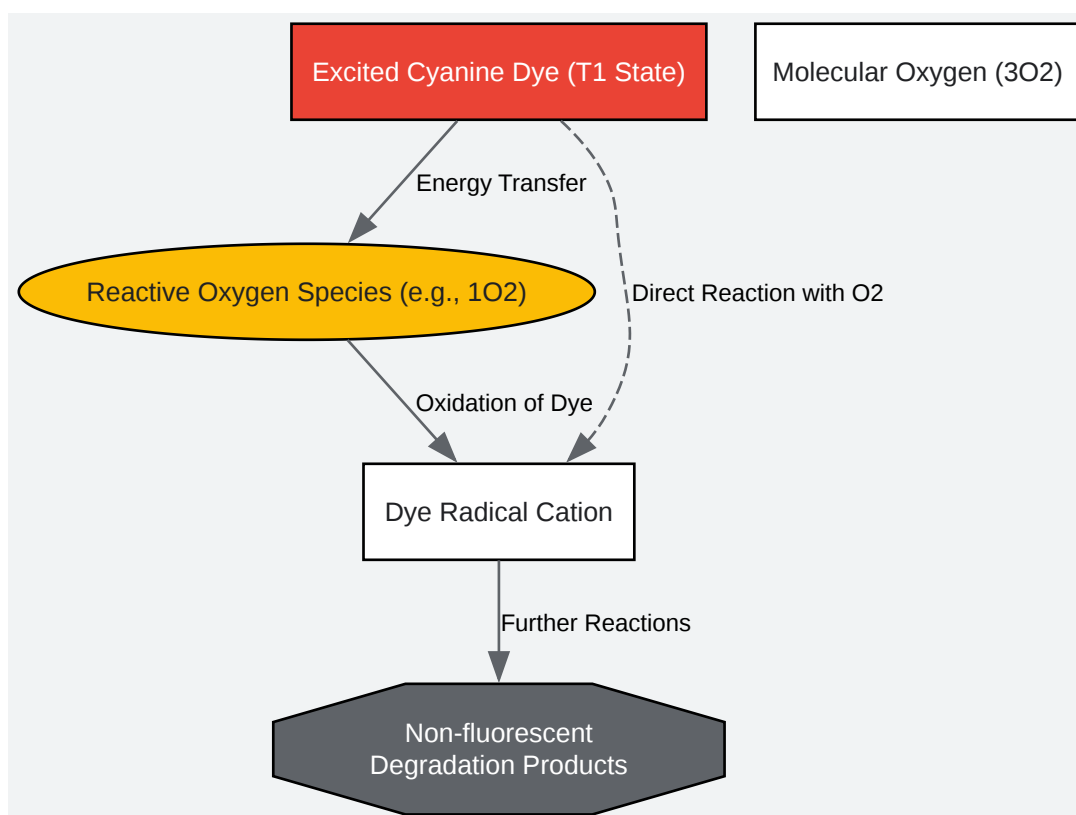 Excited Cyanine Dye (T1 State)
Molecular Oxygen (3O2)
Energy Transfer
Reactive Oxygen Species (e.g., 1O2)
Direct Reaction with O2
Oxidation of Dye
Dye Radical Cation
Further Reactions
Non-fluorescent
Degradation Products